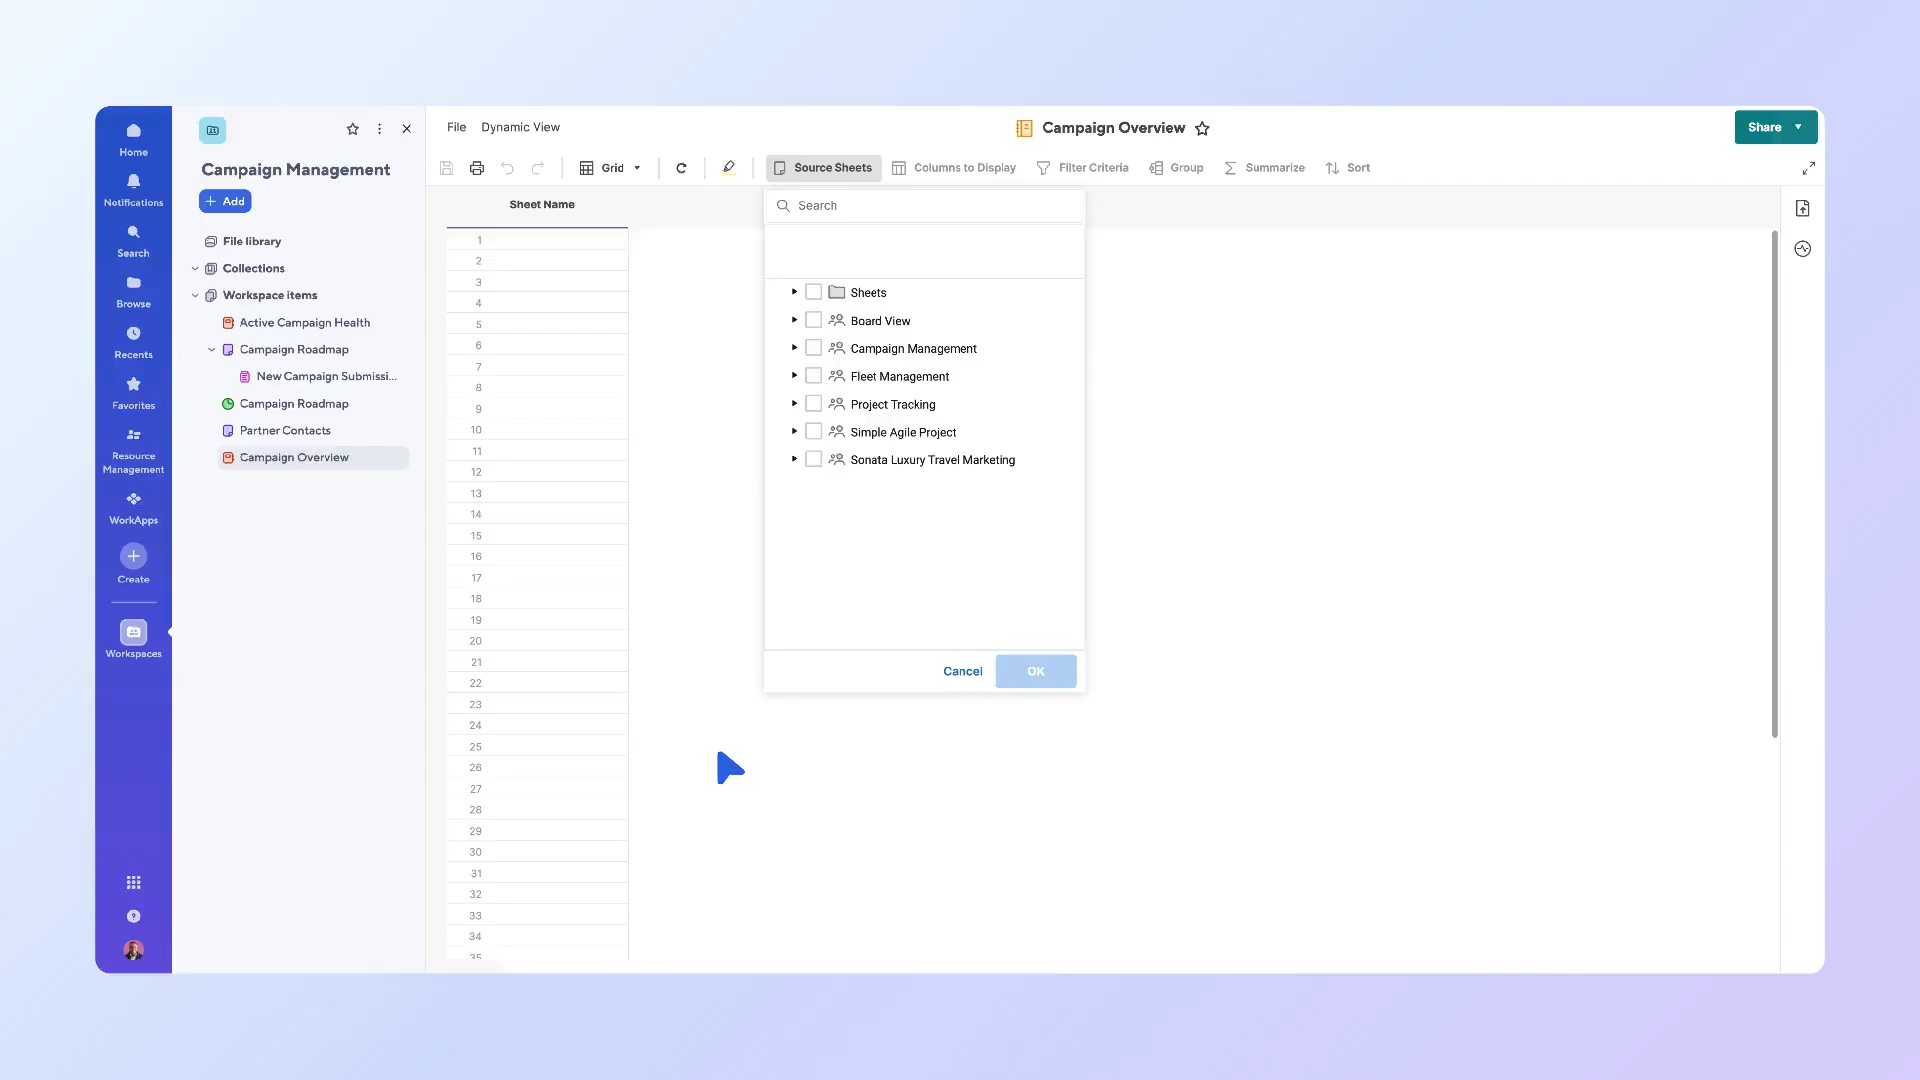 Home
Notifications
Search
Browse
Recents
Favorites
Resource
Management
WorkApps
Create
Workspaces
Campaign Management
Add
File library
Collections
Workspace items
Active Campaign Health
Campaign Roadmap
New Campaign Submissi...
Campaign Roadmap
Partner Contacts
Campaign Overview
File Dynamic View
Campaign Overview
Share
Grid
Source Sheets
Columns to Display
Filter Criteria
Group
Summarize
Sort
Sheet Name
1
2
3
4
5
6
7
8
9
10
11
12
13
14
15
16
17
18
19
20
21
22
23
24
25
26
27
28
29
30
31
32
33
34
35
Search
Sheets
Board View
Campaign Management
Fleet Management
Project Tracking
Simple Agile Project
Sonata Luxury Travel Marketing
Cancel
OK